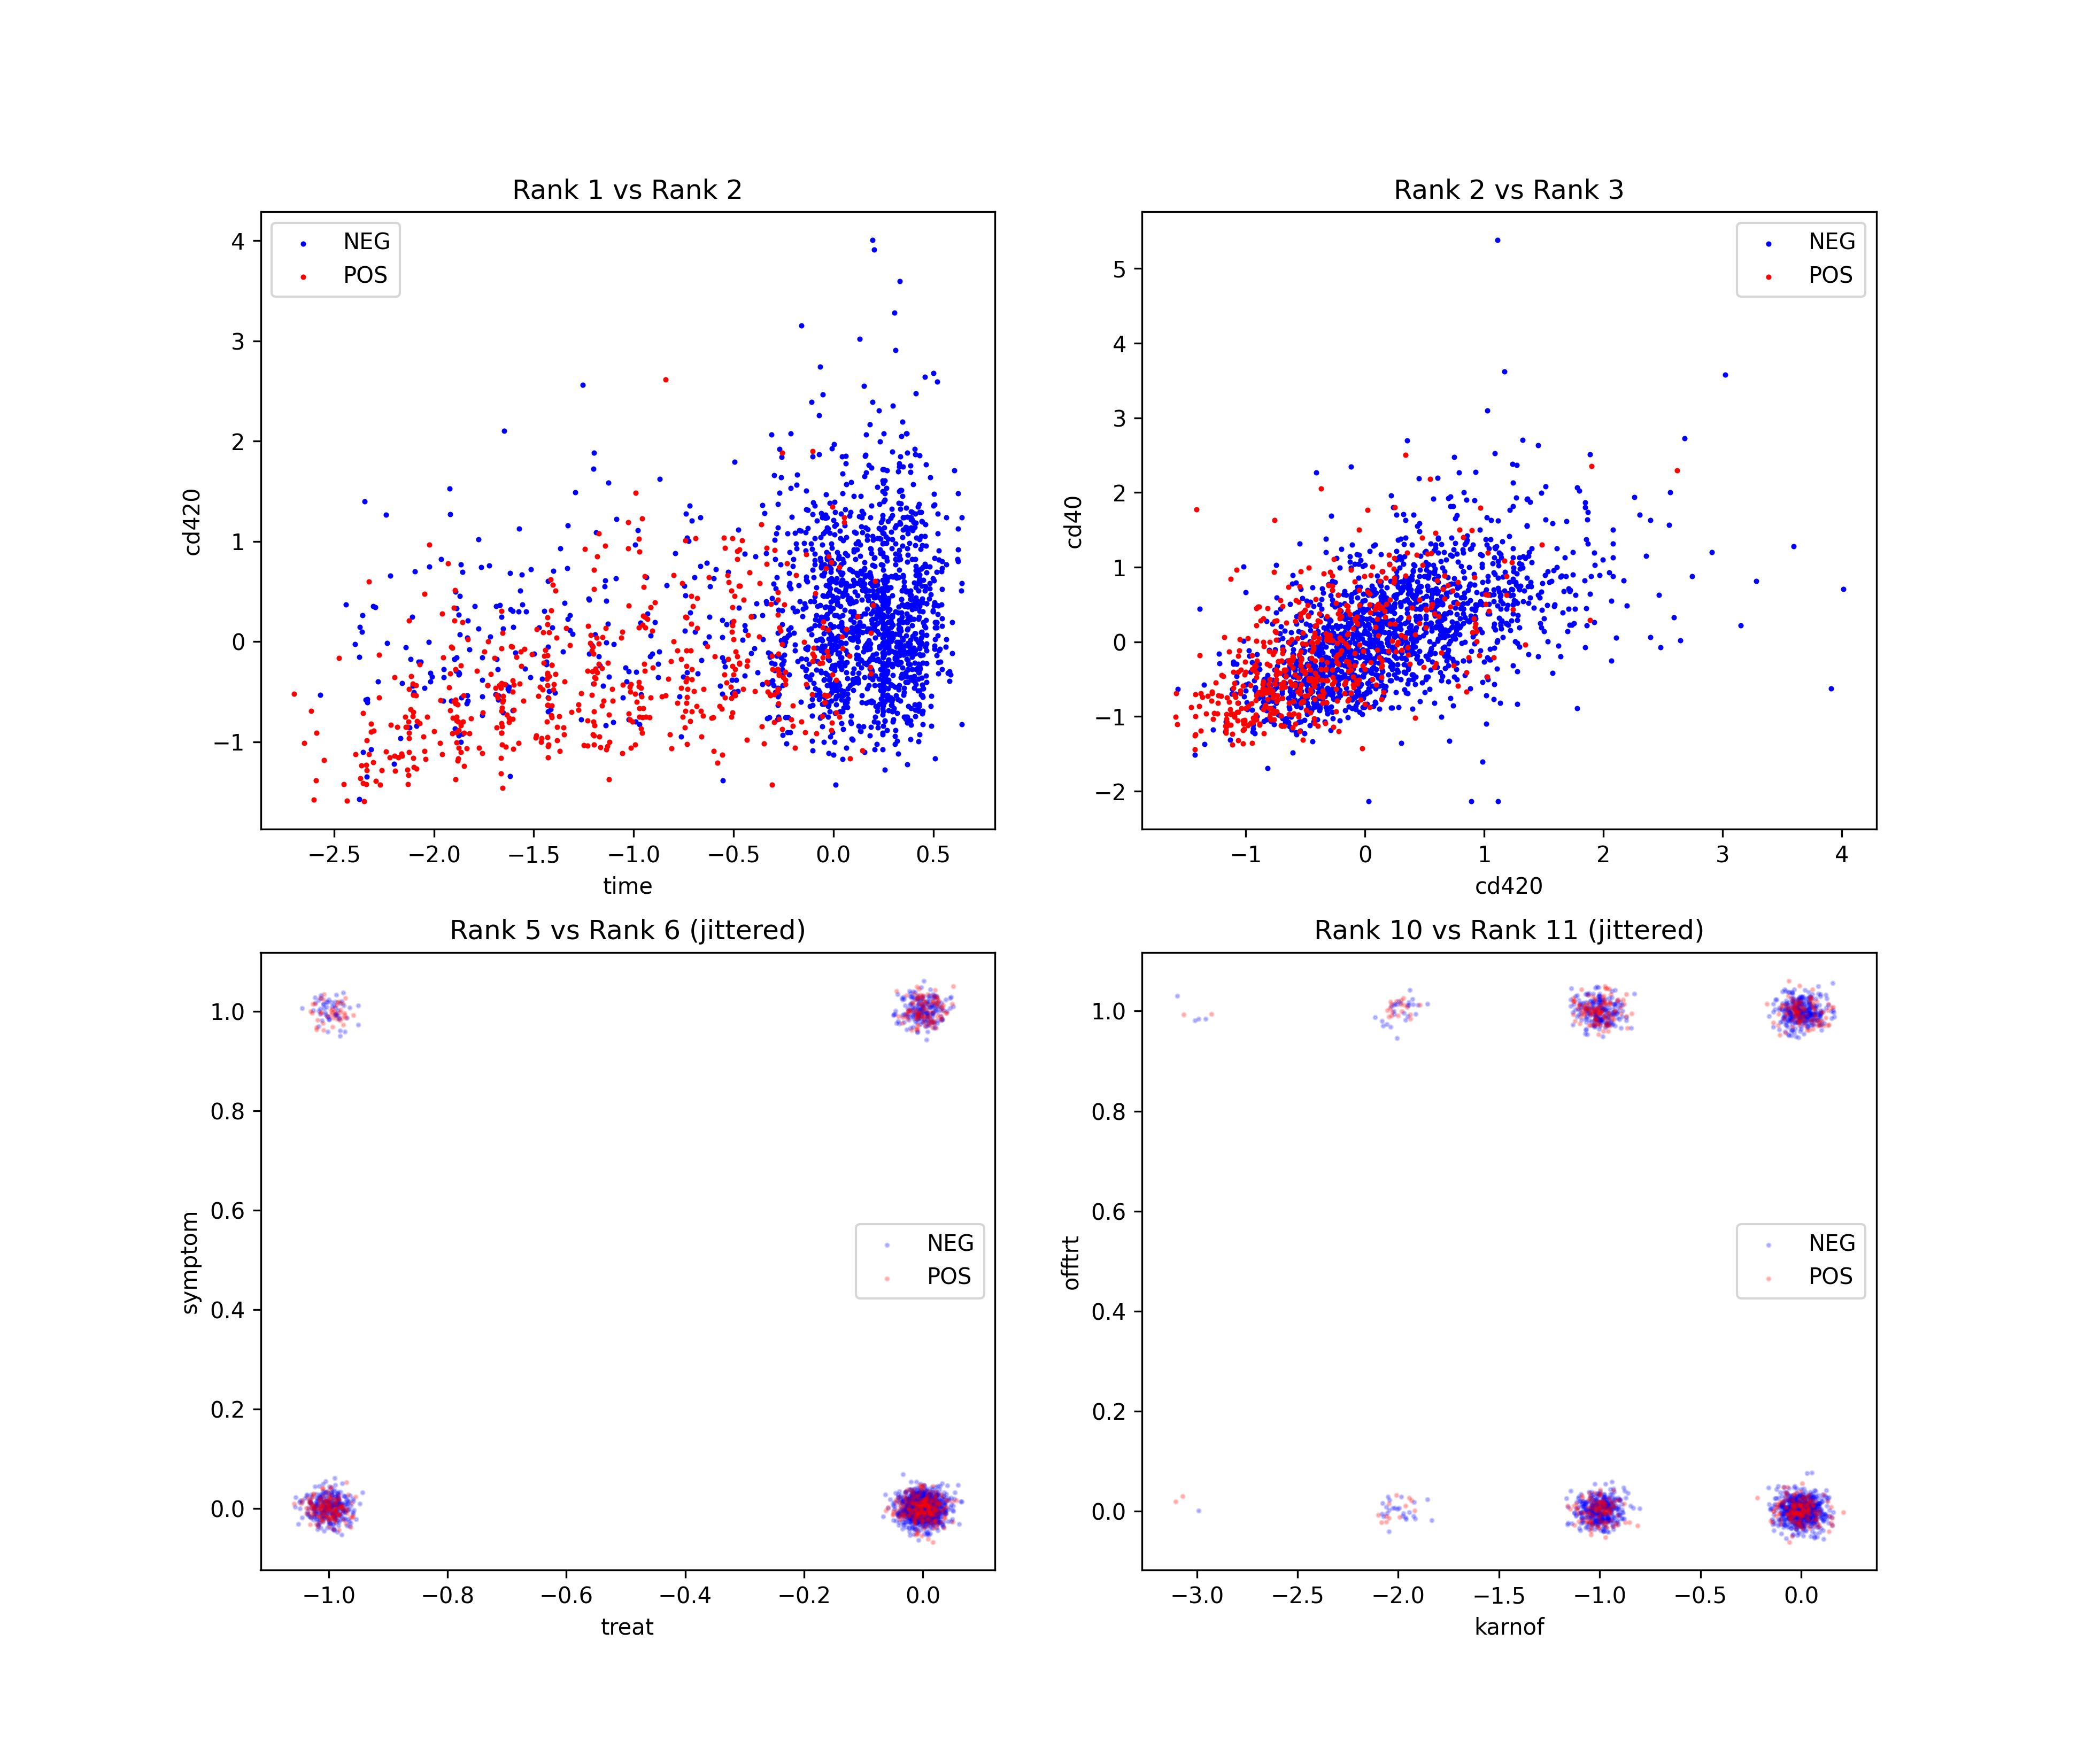 Rank 1 vs Rank 2
NEG
POS
4
3
2
1
0
−1
cd420
−2.5
−2.0
−1.5
−1.0
−0.5
0.0
0.5
time
Rank 2 vs Rank 3
NEG
POS
5
4
3
2
1
0
−1
−2
cd40
−1
0
1
2
3
4
cd420
Rank 5 vs Rank 6 (jittered)
NEG
POS
1.0
0.8
0.6
0.4
0.2
0.0
symptom
−1.0
−0.8
−0.6
−0.4
−0.2
0.0
treat
Rank 10 vs Rank 11 (jittered)
NEG
POS
1.0
0.8
0.6
0.4
0.2
0.0
offtrt
−3.0
−2.5
−2.0
−1.5
−1.0
−0.5
0.0
karnof